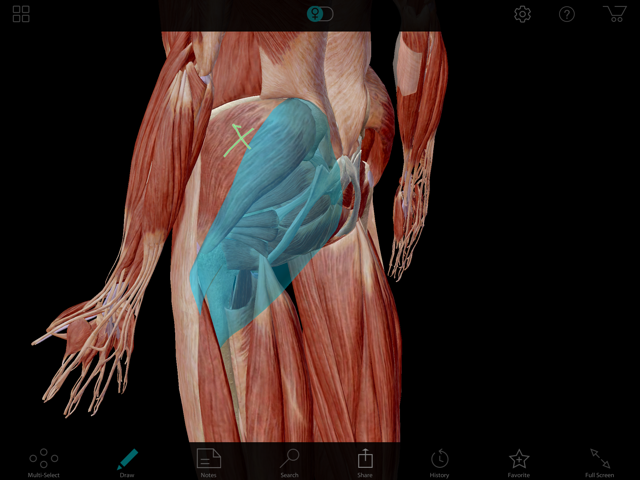 X
Multi-Select
Draw
Notes
Search
Share
History
Favorite
Full Screen